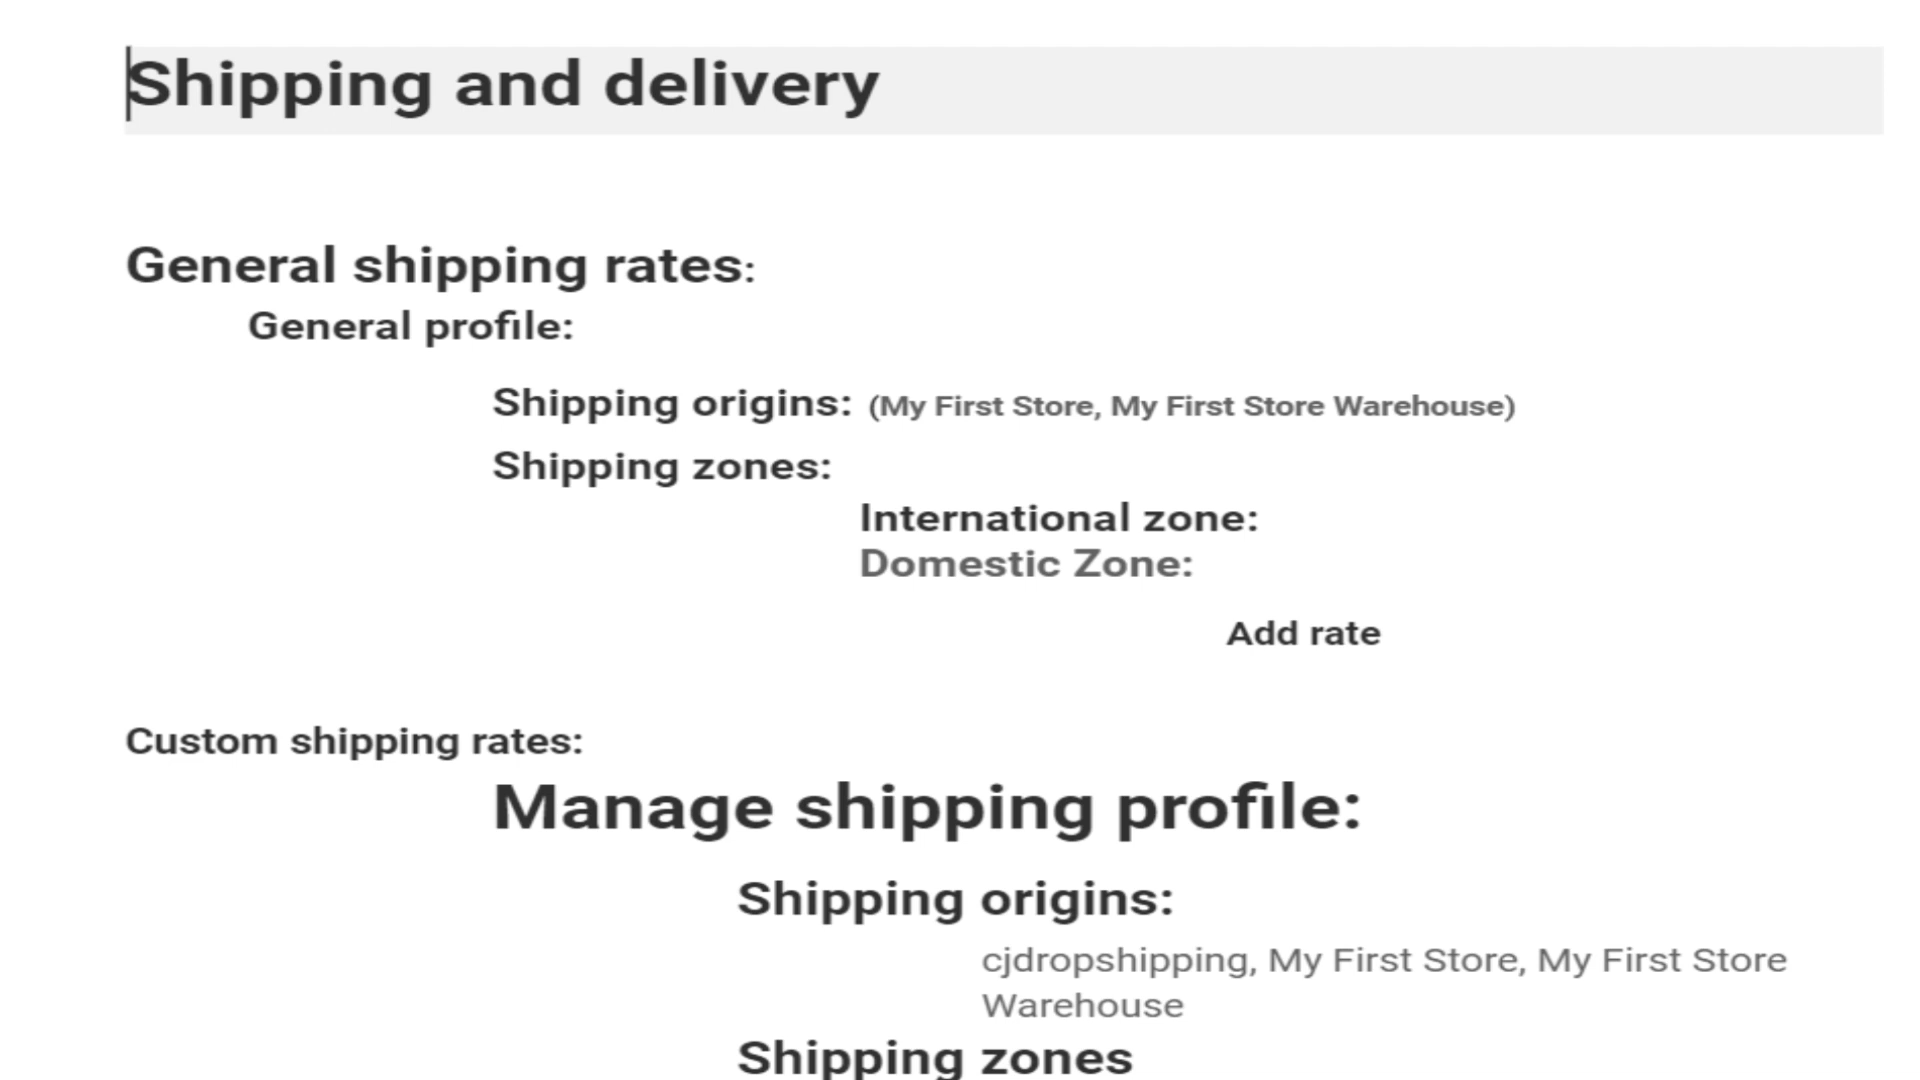 Shipping and delivery
General shipping rates:
General profile:
Shipping origins: (My First Store, My First Store Warehouse)
Shipping zones:
International zone:
Domestic Zone:
Add rate
Custom shipping rates:
Manage shipping profile:
Shipping origins:
cjdropshipping, My First Store, My First Store
Warehouse
Shipping zones